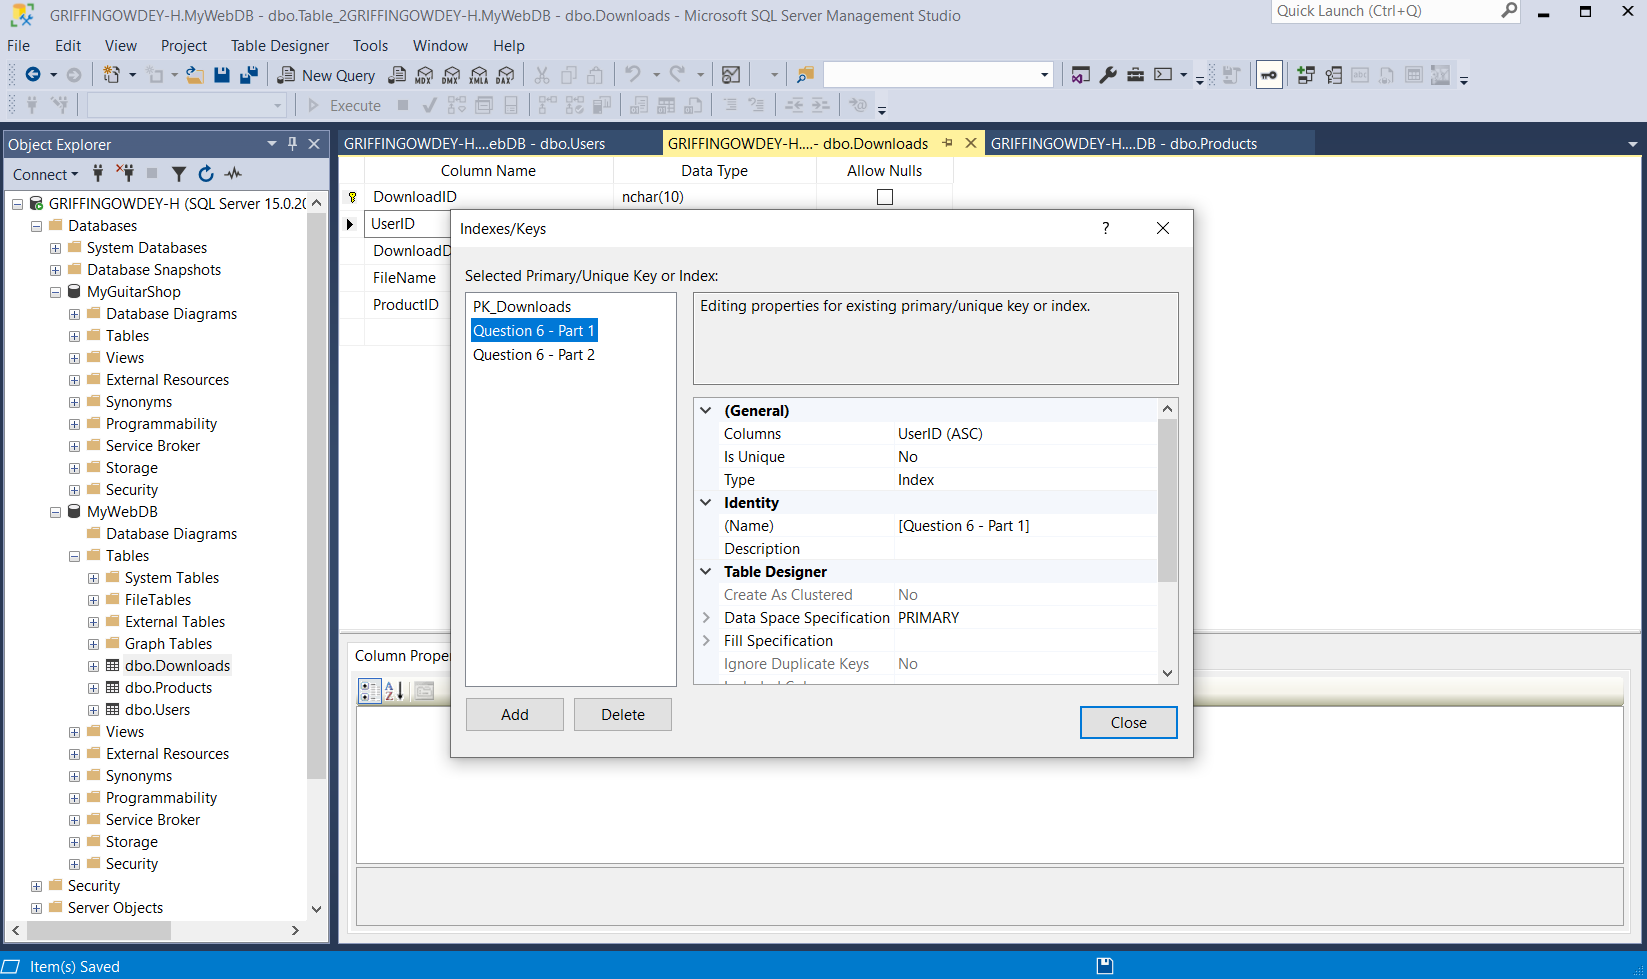 GRIFFINGOWDEY-H.MyWebDB - dbo.Table_2GRIFFINGOWDEY-H.MyWebDB - dbo.Downloads - Microsoft SQL Server Management Studio
Quick Launch (Ctrl+Q)
File Edit View Project Table Designer Tools Window Help
New Query MDX DMX XMLA DAX
Execute
Object Explorer
GRIFFINGOWDEY-H....ebDB - dbo.Users
GRIFFINGOWDEY-H....- dbo.Downloads
GRIFFINGOWDEY-H....DB - dbo.Products
Connect
GRIFFINGOWDEY-H (SQL Server 15.0.20
Databases
System Databases
Database Snapshots
MyGuitarShop
Database Diagrams
Tables
Views
External Resources
Synonyms
Programmability
Service Broker
Storage
Security
MyWebDB
Database Diagrams
Tables
System Tables
FileTables
External Tables
Graph Tables
dbo.Downloads
dbo.Products
dbo.Users
Views
External Resources
Synonyms
Programmability
Service Broker
Storage
Security
Security
Server Objects
Column Name Data Type Allow Nulls
DownloadID nchar(10)
UserID
DownloadD
FileName
ProductID
Indexes/Keys ?
Selected Primary/Unique Key or Index:
PK_Downloads
Question 6 - Part 1
Question 6 - Part 2
Editing properties for existing primary/unique key or index.
(General)
Columns UserID (ASC)
Is Unique No
Type Index
Identity
(Name) [Question 6 - Part 1]
Description
Table Designer
Create As Clustered No
Data Space Specification PRIMARY
Fill Specification
Ignore Duplicate Keys No
Add Delete
Close
Column Proper
Item(s) Saved